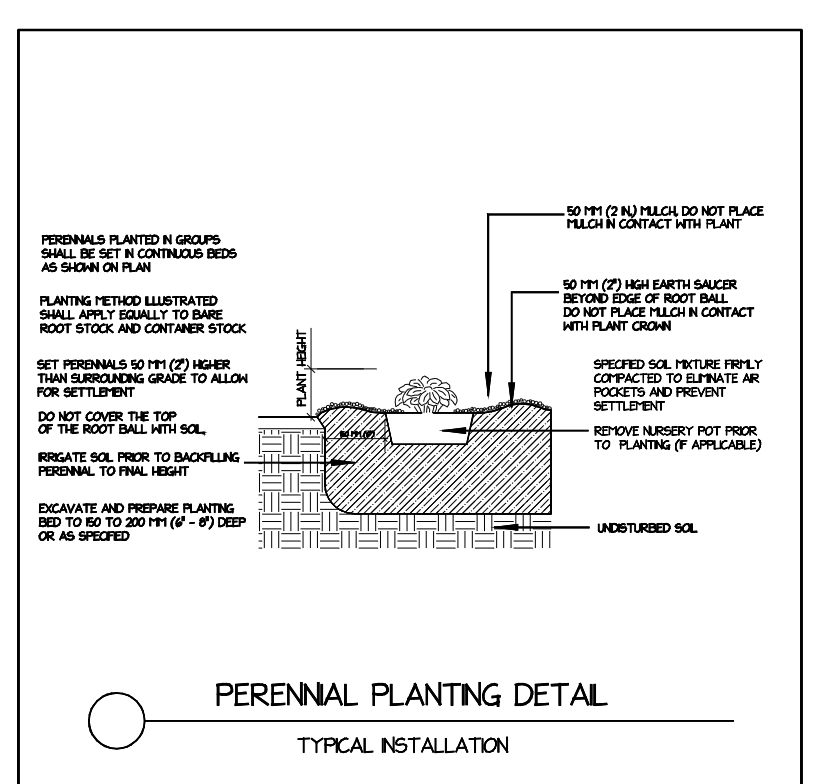 PERENNIALS PLANTED IN GROUPS
SHALL BE SET IN CONTINUOUS BEDS
AS SHOWN ON PLAN
PLANTING METHOD ILLUSTRATED
SHALL APPLY EQUALLY TO BARE
ROOT STOCK AND CONTAINER STOCK
SET PERENNIALS 50 MM (2") HIGHER
THAN SURROUNDING GRADE TO ALLOW
FOR SETTLEMENT
DO NOT COVER THE TOP
OF THE ROOT BALL WITH SOIL,
IRRIGATE SOIL PRIOR TO BACKFILLING
PERENNIAL TO FINAL HEIGHT
EXCAVATE AND PREPARE PLANTING
BED TO 150 TO 200 MM (6" - 8") DEEP
OR AS SPECIFIED
PLANT HEIGHT
150 MM (6")
50 MM (2 IN.) MULCH, DO NOT PLACE
MULCH IN CONTACT WITH PLANT
50 MM (2") HIGH EARTH SAUCER
BEYOND EDGE OF ROOT BALL
DO NOT PLACE MULCH IN CONTACT
WITH PLANT CROWN
SPECIFIED SOIL MIXTURE FIRMLY
COMPACTED TO ELIMINATE AIR
POCKETS AND PREVENT
SETTLEMENT
REMOVE NURSERY POT PRIOR
TO PLANTING (IF APPLICABLE)
UNDISTURBED SOIL
PERENNIAL PLANTING DETAIL
TYPICAL INSTALLATION